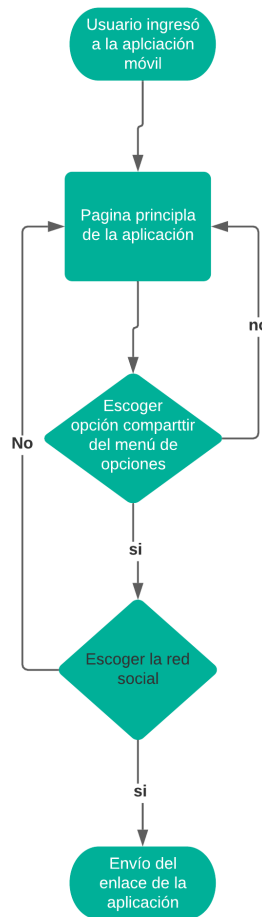 Usuario ingresó
a la aplciación
móvil
Pagina principla
de la aplicación
no
Escoger
opción comparttir
del menú de
opciones
No
si
Escoger la red
social
si
Envío del
enlace de la
aplicación